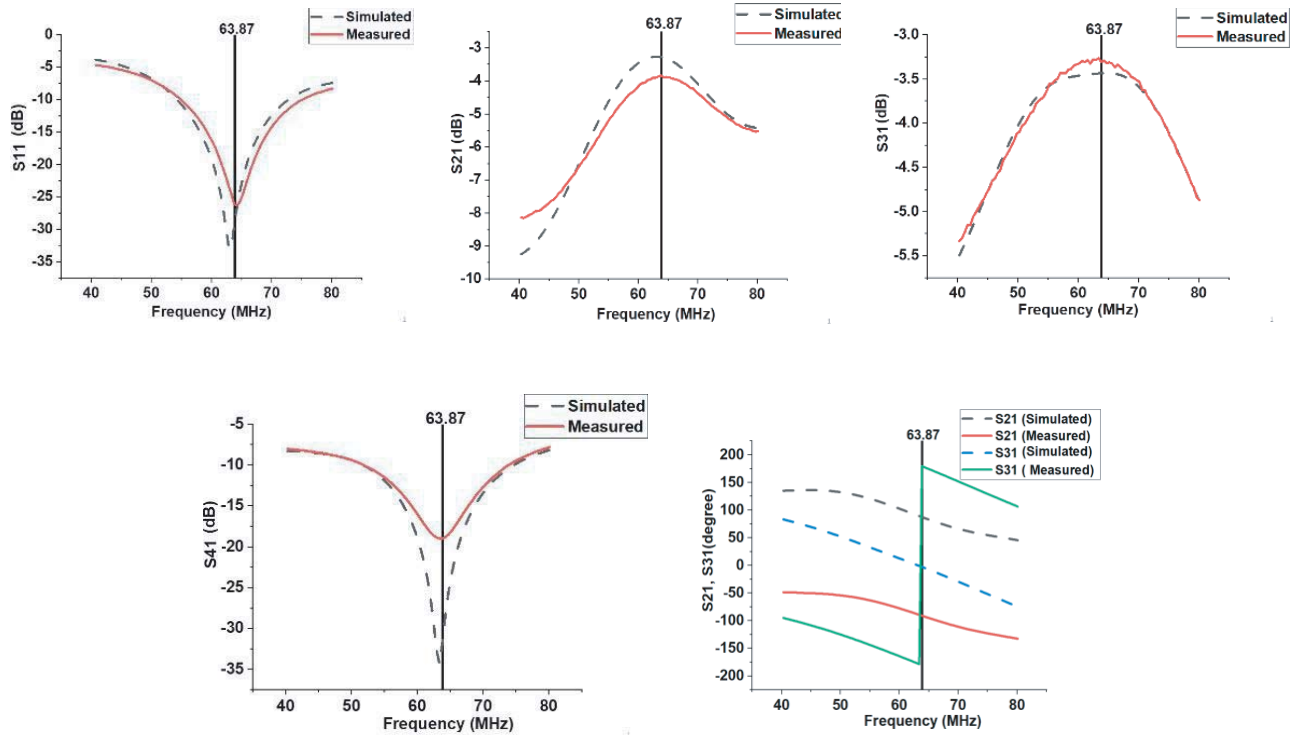 Simulated
Measured
63.87
0
-5
-10
-15
-20
-25
-30
-35
S11 (dB)
40 50 60 70 80
Frequency (MHz)
Simulated
Measured
63.87
-3
-4
-5
-6
-7
-8
-9
-10
S21 (dB)
40 50 60 70 80
Frequency (MHz)
Simulated
Measured
63.87
-3.0
-3.5
-4.0
-4.5
-5.0
-5.5
S31 (dB)
40 50 60 70 80
Frequency (MHz)
Simulated
Measured
63.87
-5
-10
-15
-20
-25
-30
-35
S41 (dB)
40 50 60 70 80
Frequency (MHz)
S21 (Simulated)
S21 (Measured)
S31 (Simulated)
S31 ( Measured)
63.87
200
150
100
50
0
-50
-100
-150
-200
S21, S31(degree)
40 50 60 70 80
Frequency (MHz)